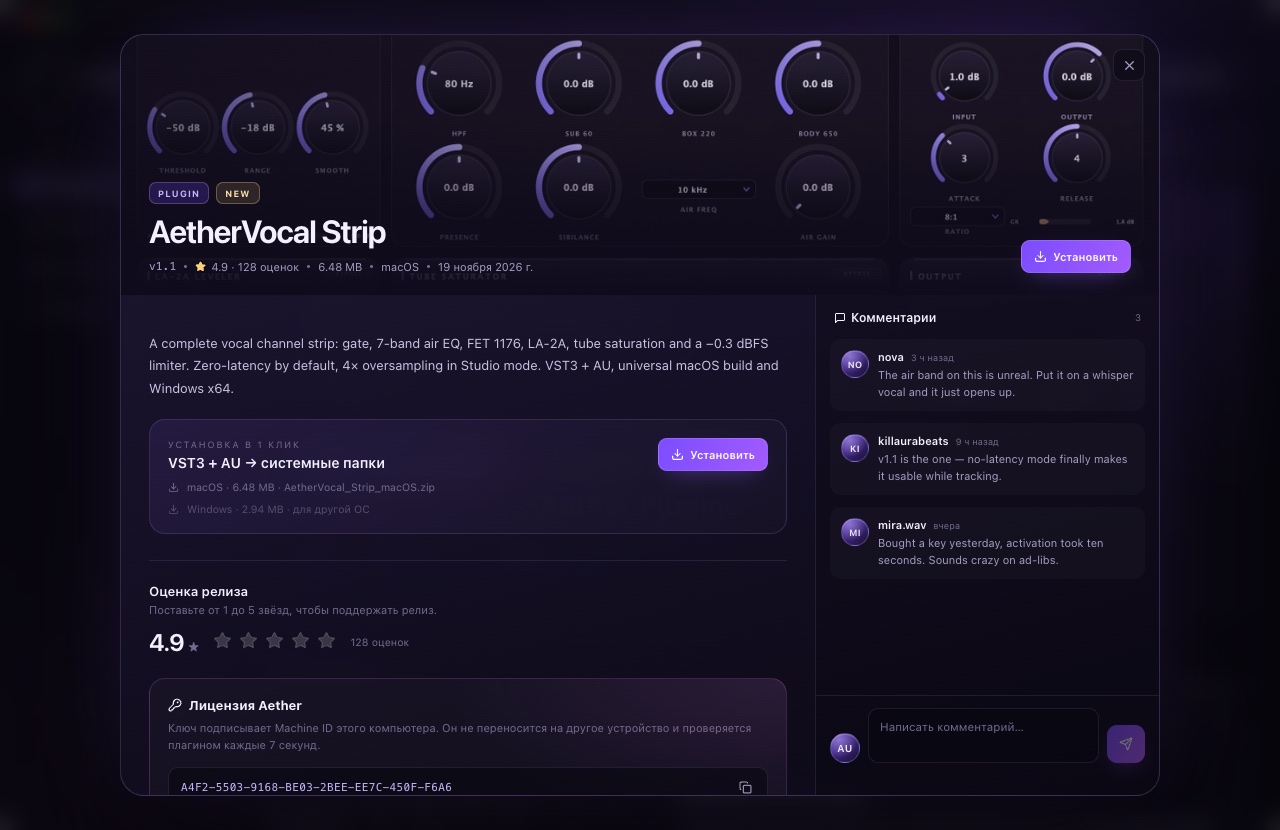 80 Hz
0.0 dB
0.0 dB
0.0 dB
1.0 dB
0.0 dB
HPF
SUB 60
BOX 220
BODY 650
INPUT
OUTPUT
−50 dB
−18 dB
45 %
THRESHOLD
RANGE
SMOOTH
0.0 dB
0.0 dB
10 kHz
AIR FREQ
0.0 dB
3
4
PRESENCE
SIBILANCE
AIR GAIN
ATTACK
RELEASE
8:1
GR
1.0 dB
RATIO
PLUGIN
NEW
AetherVocal Strip
v1.1 • 4.9 · 128 оценок • 6.48 MB • macOS • 19 ноября 2026 г.
LA-2A LEVELER
TUBE SATURATOR
OUTPUT
Установить
A complete vocal channel strip: gate, 7-band air EQ, FET 1176, LA-2A, tube saturation and a −0.3 dBFS
limiter. Zero-latency by default, 4× oversampling in Studio mode. VST3 + AU, universal macOS build and
Windows x64.
УСТАНОВКА В 1 КЛИК
VST3 + AU → системные папки
macOS · 6.48 MB · AetherVocal_Strip_macOS.zip
Windows · 2.94 MB · для другой ОС
Установить
Оценка релиза
Поставьте от 1 до 5 звёзд, чтобы поддержать релиз.
4.9
128 оценок
Лицензия Aether
Ключ подписывает Machine ID этого компьютера. Он не переносится на другое устройство и проверяется
плагином каждые 7 секунд.
A4F2-5503-9168-BE03-2BEE-EE7C-450F-F6A6
Комментарии
3
NO
nova 3 ч назад
The air band on this is unreal. Put it on a whisper
vocal and it just opens up.
KI
killaurabeats 9 ч назад
v1.1 is the one — no-latency mode finally makes
it usable while tracking.
MI
mira.wav вчера
Bought a key yesterday, activation took ten
seconds. Sounds crazy on ad-libs.
AU
Написать комментарий…